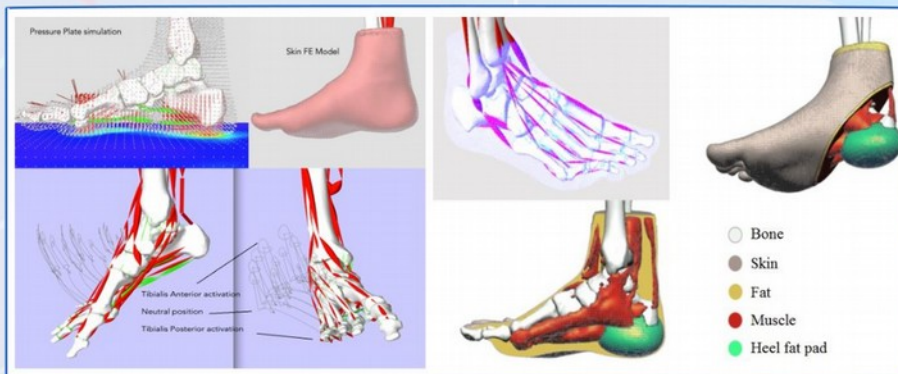 Pressure Plate simulation
Skin FE Model
Tibialis Anterior activation
Neutral position
Tibialis Posterior activation
Bone
Skin
Fat
Muscle
Heel fat pad